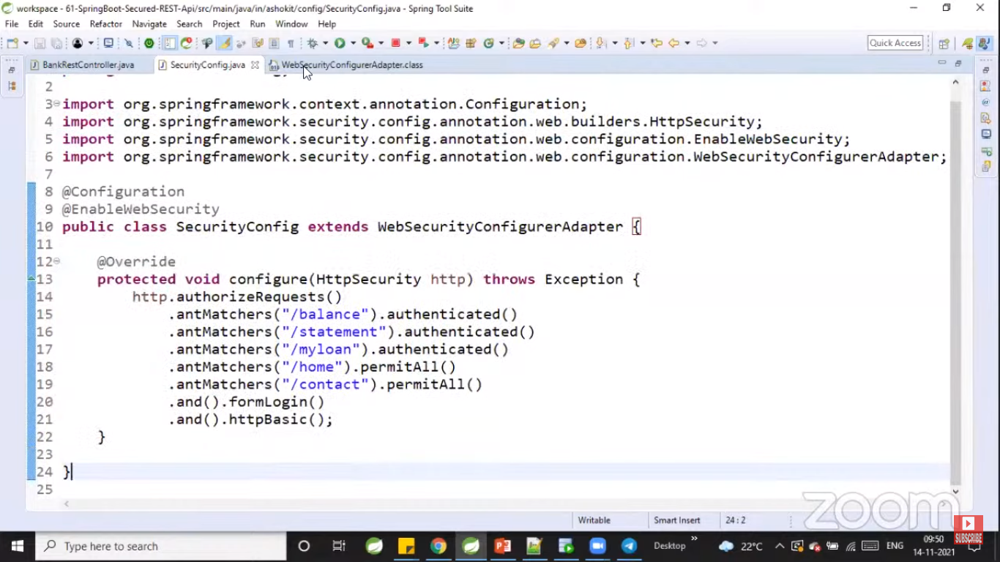 workspace - 61-SpringBoot-Secured-REST-Api/src/main/java/in/ashokit/config/SecurityConfig.java - Spring Tool Suite
File Edit Source Refactor Navigate Search Project Run Window Help
Quick Access
BankRestController.java SecurityConfig.java WebSecurityConfigurerAdapter.class
2
3 import org.springframework.context.annotation.Configuration;
4 import org.springframework.security.config.annotation.web.builders.HttpSecurity;
5 import org.springframework.security.config.annotation.web.configuration.EnableWebSecurity;
6 import org.springframework.security.config.annotation.web.configuration.WebSecurityConfigurerAdapter;
7
8 @Configuration
9 @EnableWebSecurity
10 public class SecurityConfig extends WebSecurityConfigurerAdapter {
11
12 @Override
13 protected void configure(HttpSecurity http) throws Exception {
14 http.authorizeRequests()
15 .antMatchers("/balance").authenticated()
16 .antMatchers("/statement").authenticated()
17 .antMatchers("/myloan").authenticated()
18 .antMatchers("/home").permitAll()
19 .antMatchers("/contact").permitAll()
20 .and().formLogin()
21 .and().httpBasic();
22 }
23
24 }
25
zoom
Writable Smart Insert 24 : 2
SUBSCRIBE
Type here to search
Desktop
22°C
ENG
09:50
14-11-2021